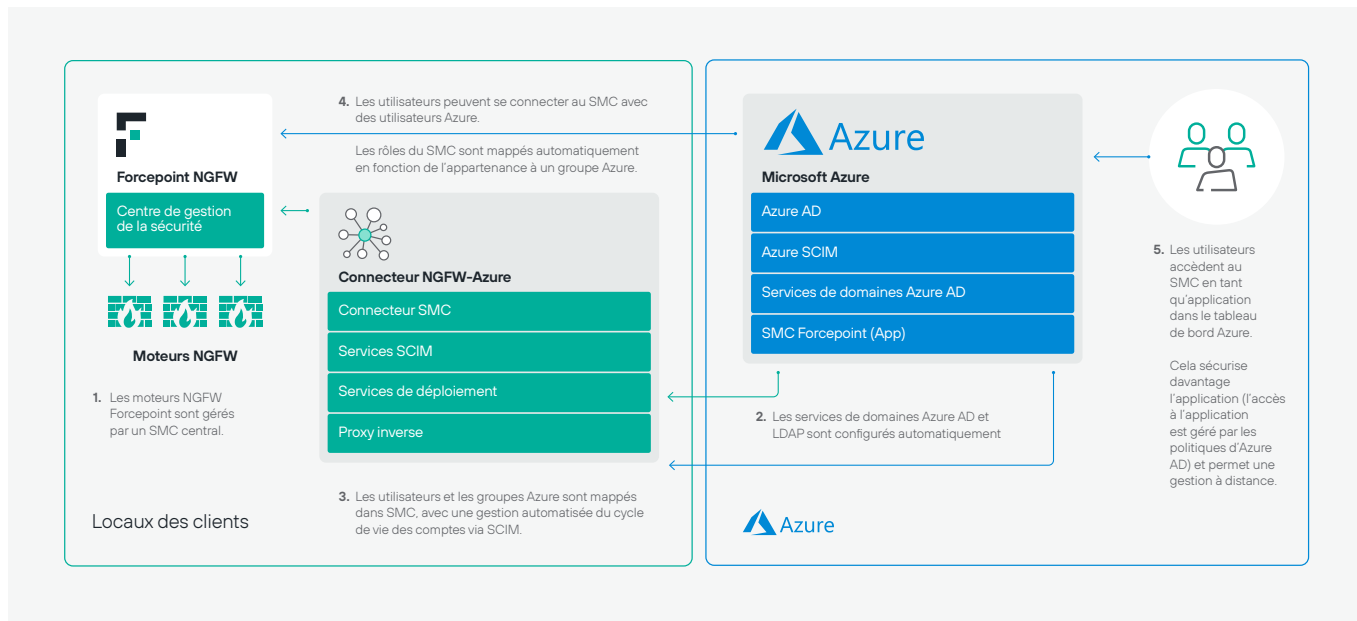 4. Les utilisateurs peuvent se connecter au SMC avec
des utilisateurs Azure.
Les rôles du SMC sont mappés automatiquement
en fonction de l'appartenance à un groupe Azure.
Forcepoint NGFW
Centre de gestion
de la sécurité
Moteurs NGFW
1. Les moteurs NGFW
Forcepoint sont gérés
par un SMC central.
Connecteur NGFW-Azure
Connecteur SMC
Services SCIM
Services de déploiement
Proxy inverse
3. Les utilisateurs et les groupes Azure sont mappés
dans SMC, avec une gestion automatisée du cycle
de vie des comptes via SCIM.
Locaux des clients
Azure
Microsoft Azure
Azure AD
Azure SCIM
Services de domaines Azure AD
SMC Forcepoint (App)
2. Les services de domaines Azure AD et
LDAP sont configurés automatiquement
Azure
5. Les utilisateurs
accèdent au
SMC en tant
qu'application
dans le tableau
de bord Azure.
Cela sécurise
davantage
l'application (l'accès
à l'application
est géré par les
politiques d'Azure
AD) et permet une
gestion à distance.